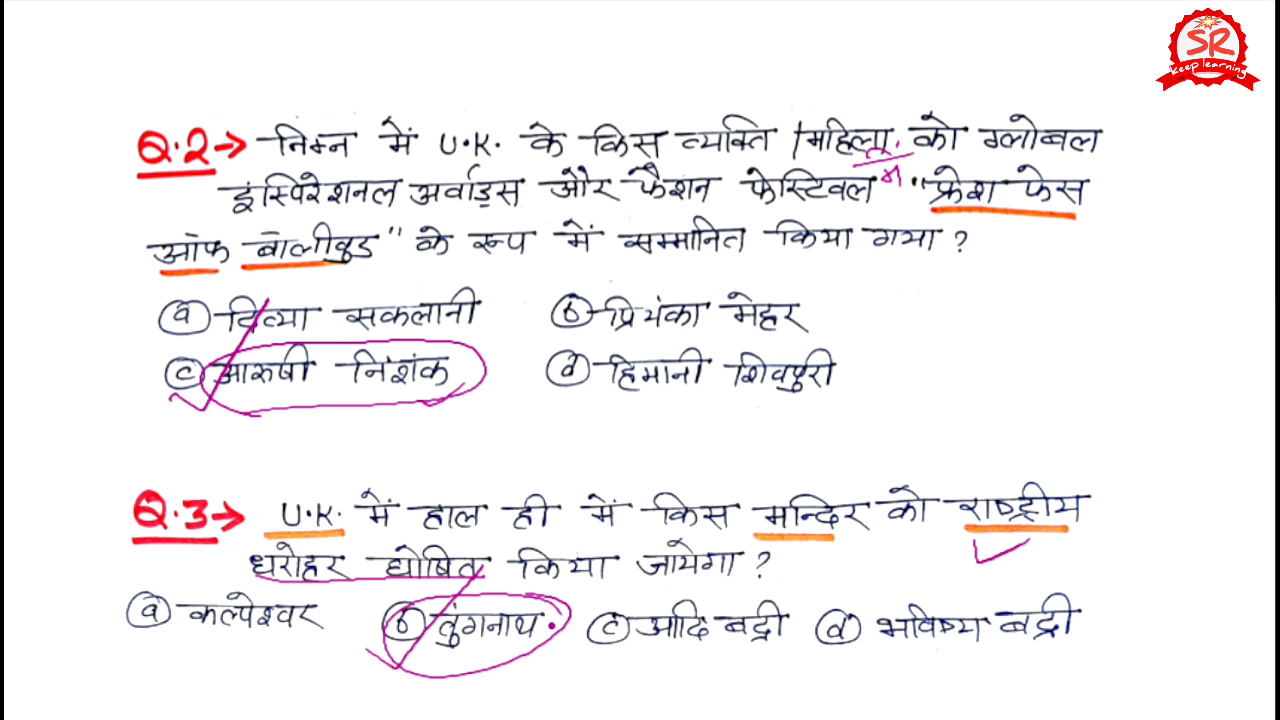 SR
keep learning
Q.2→ निम्न में U.K. के किस व्यक्ति / महिला को ग्लोबल
इंस्पिरेशनल अर्वाड्स और फैशन फेस्टिवल में "फ्रेश फेस
ऑफ बॉलीवुड" के रूप में सम्मानित किया गया ?
(a) दिव्या सकलानी (b) प्रियंका मेहर
(c) आरुषी निशंक (d) हिमानी शिवपुरी
Q.3→ U.K. में हाल ही में किस मन्दिर को राष्ट्रीय
धरोहर घोषित किया जायेगा ?
(a) कल्पेश्वर (b) तुंगनाथ (c) आदि बद्री (d) भविष्य बद्री